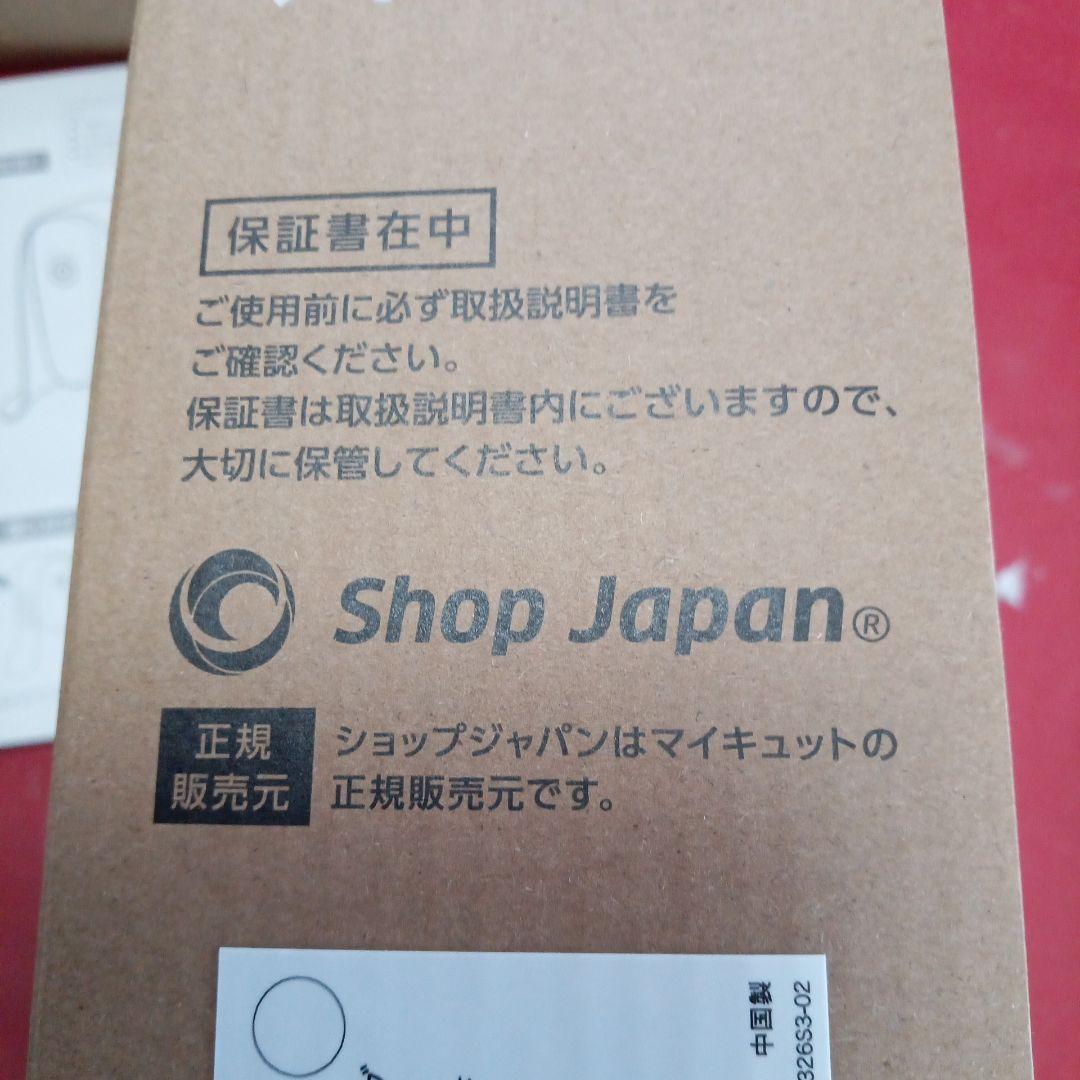 保証書在中
ご使用前に必ず取扱説明書を
ご確認ください。
保証書は取扱説明書内にございますので、
大切に保管してください。
Shop Japan®
正規
販売元
ショップジャパンはマイキュットの
正規販売元です。
中国製
326S3-02